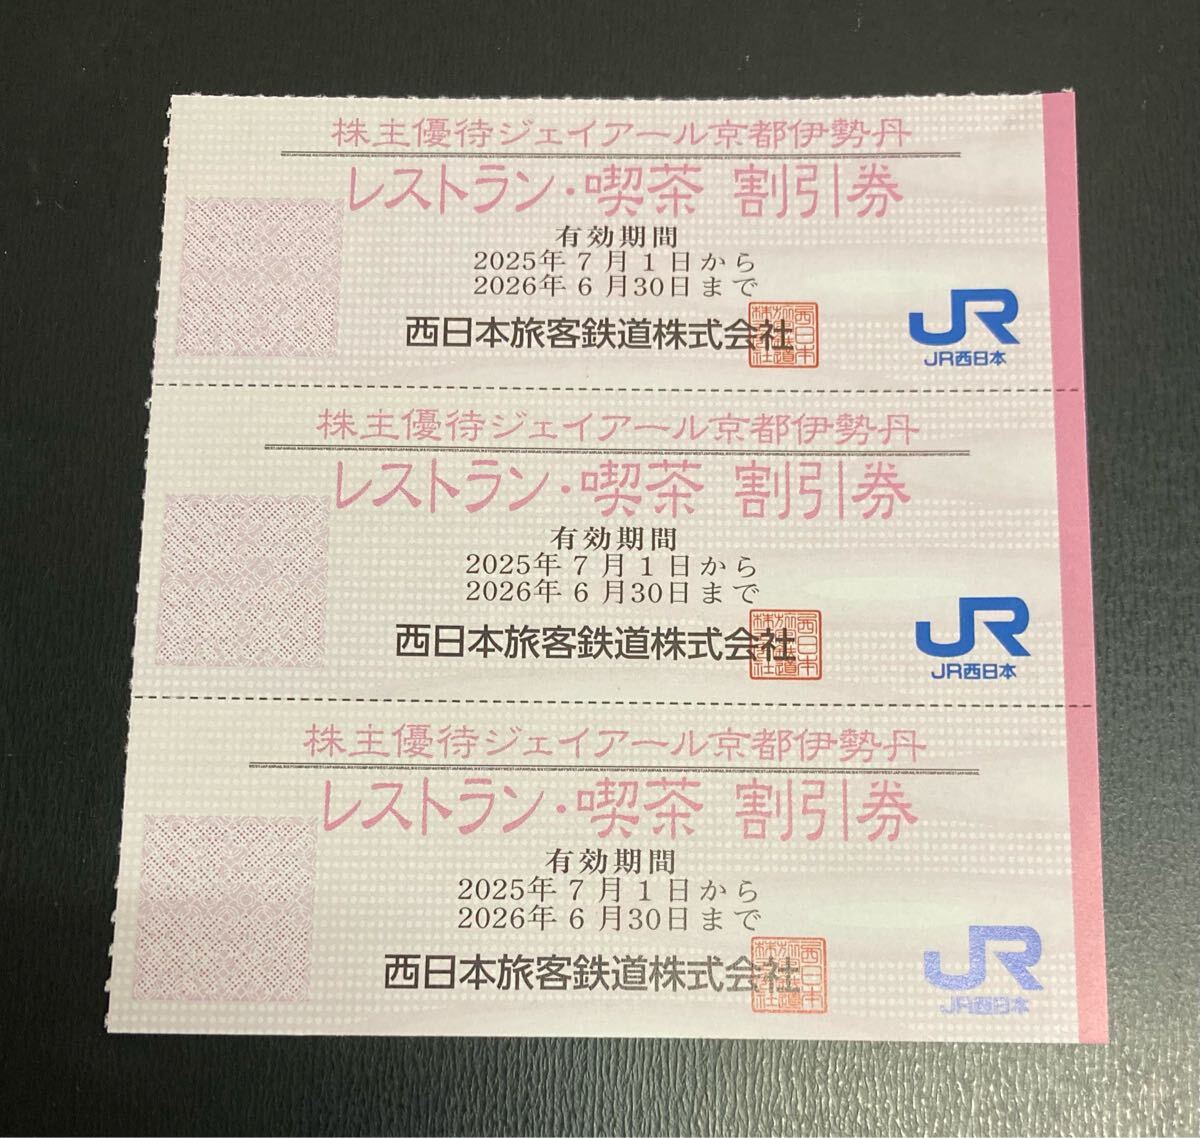 株主優待ジェイアール京都伊勢丹
レストラン・喫茶 割引券
有効期間
2025年7月1日から
2026年6月30日まで
西日本旅客鉄道株式会社
JR
JR西日本
株主優待ジェイアール京都伊勢丹
レストラン・喫茶 割引券
有効期間
2025年7月1日から
2026年6月30日まで
西日本旅客鉄道株式会社
JR
JR西日本
株主優待ジェイアール京都伊勢丹
レストラン・喫茶 割引券
有効期間
2025年7月1日から
2026年6月30日まで
西日本旅客鉄道株式会社
JR
JR西日本